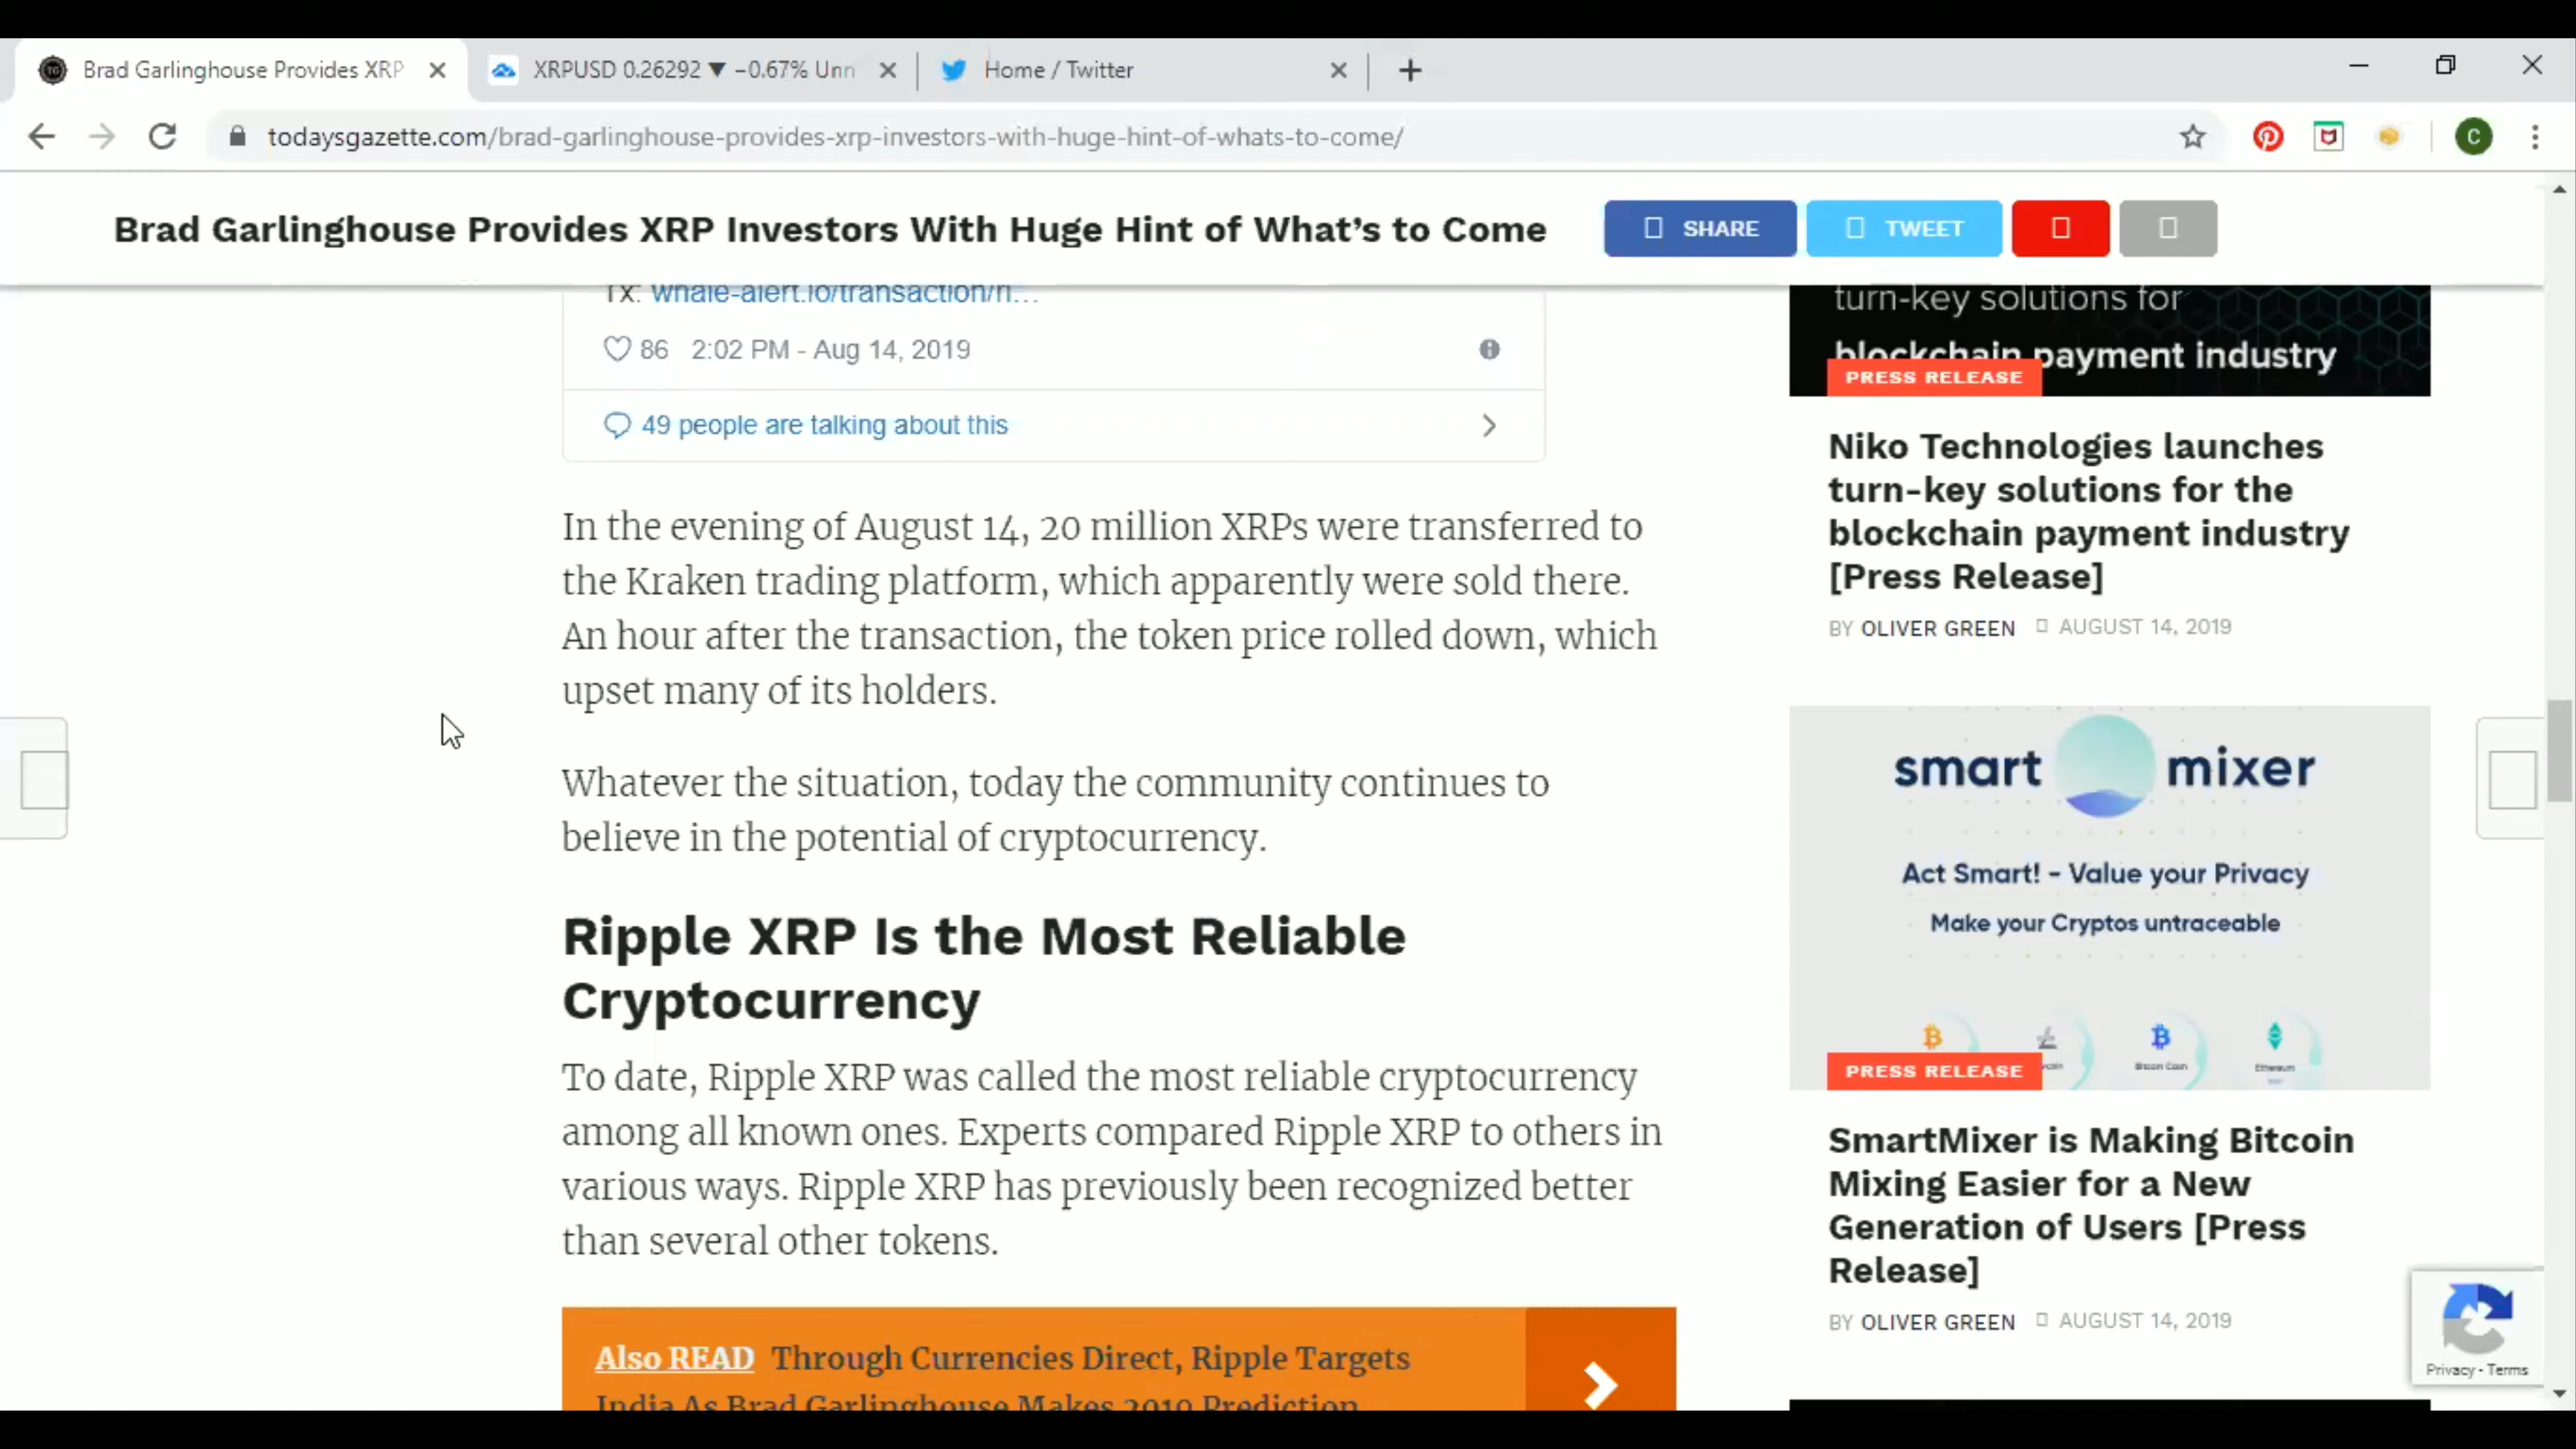 Brad Garlinghouse Provides XRP
XRPUSD 0.26292 ▼ −0.67% Unn
Home / Twitter
todaysgazette.com/brad-garlinghouse-provides-xrp-investors-with-huge-hint-of-whats-to-come/
C
Brad Garlinghouse Provides XRP Investors With Huge Hint of What's to Come
SHARE
TWEET
Tx: whale-alert.io/transaction/ri…
86 2:02 PM - Aug 14, 2019
49 people are talking about this
In the evening of August 14, 20 million XRPs were transferred to
the Kraken trading platform, which apparently were sold there.
An hour after the transaction, the token price rolled down, which
upset many of its holders.
Whatever the situation, today the community continues to
believe in the potential of cryptocurrency.
Ripple XRP Is the Most Reliable
Cryptocurrency
To date, Ripple XRP was called the most reliable cryptocurrency
among all known ones. Experts compared Ripple XRP to others in
various ways. Ripple XRP has previously been recognized better
than several other tokens.
Also READ Through Currencies Direct, Ripple Targets
India As Brad Garlinghouse Makes 2019 Prediction
turn-key solutions for
blockchain payment industry
PRESS RELEASE
Niko Technologies launches
turn-key solutions for the
blockchain payment industry
[Press Release]
BY OLIVER GREEN AUGUST 14, 2019
smart mixer
Act Smart! - Value your Privacy
Make your Cryptos untraceable
Bitcoin Cash
Ethereum
PRESS RELEASE
SmartMixer is Making Bitcoin
Mixing Easier for a New
Generation of Users [Press
Release]
BY OLIVER GREEN AUGUST 14, 2019
Privacy - Terms